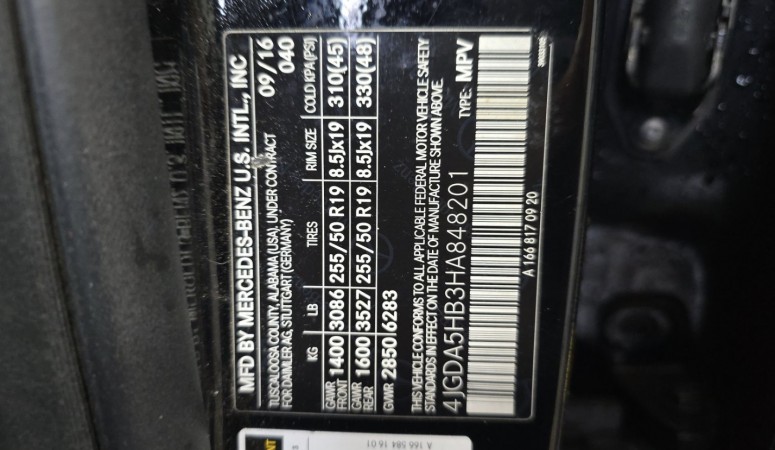 MFD BY MERCEDES-BENZ U.S. INTL., INC
TUSCALOOSA COUNTY, ALABAMA (USA), UNDER CONTRACT 09/16
FOR DAIMLER AG, STUTTGART (GERMANY) 040
KG LB TIRES RIM SIZE COLD KPA(PSI)
GAWR FRONT 1400 3086 255/50 R19 8.5Jx19 310(45)
GAWR REAR 1600 3527 255/50 R19 8.5Jx19 330(48)
GVWR 2850 6283
THIS VEHICLE CONFORMS TO ALL APPLICABLE FEDERAL MOTOR VEHICLE SAFETY
STANDARDS IN EFFECT ON THE DATE OF MANUFACTURE SHOWN ABOVE.
4JGDA5HB3HA848201 TYPE: MPV
A 166 817 09 20
A 166 584 16 01